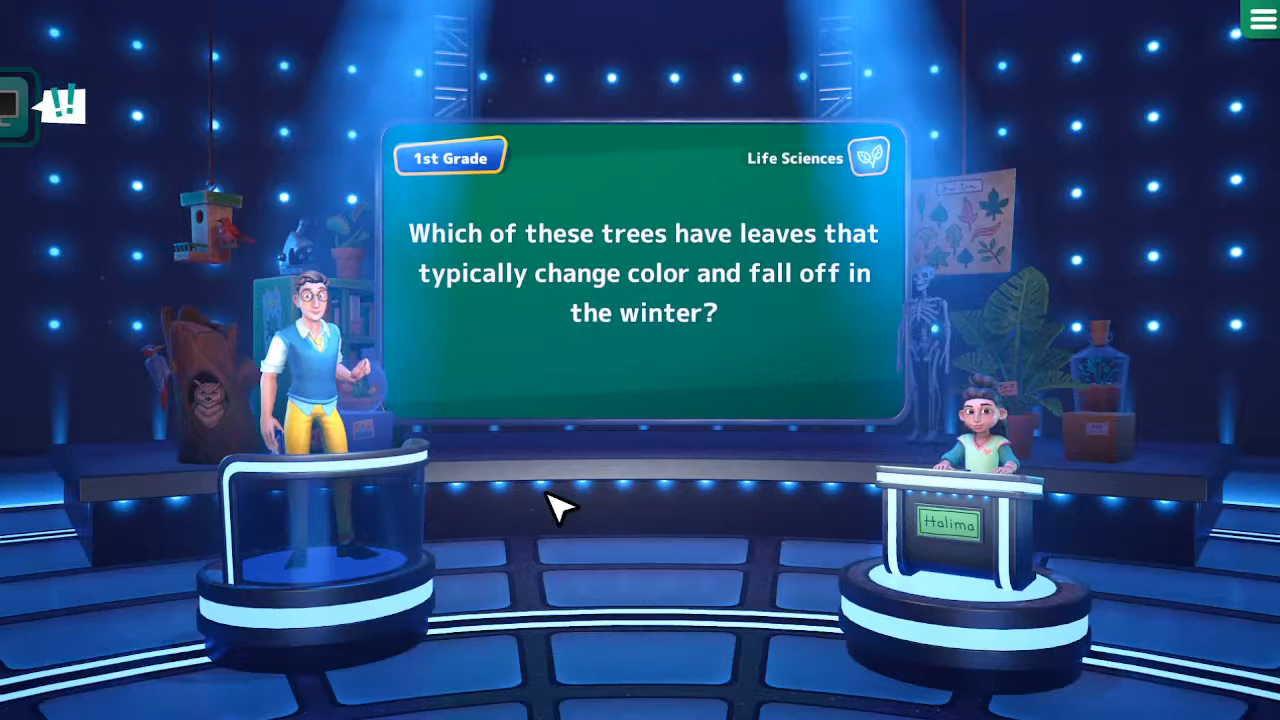 !!
1st Grade
Life Sciences
Which of these trees have leaves that
typically change color and fall off in
the winter?
Halima